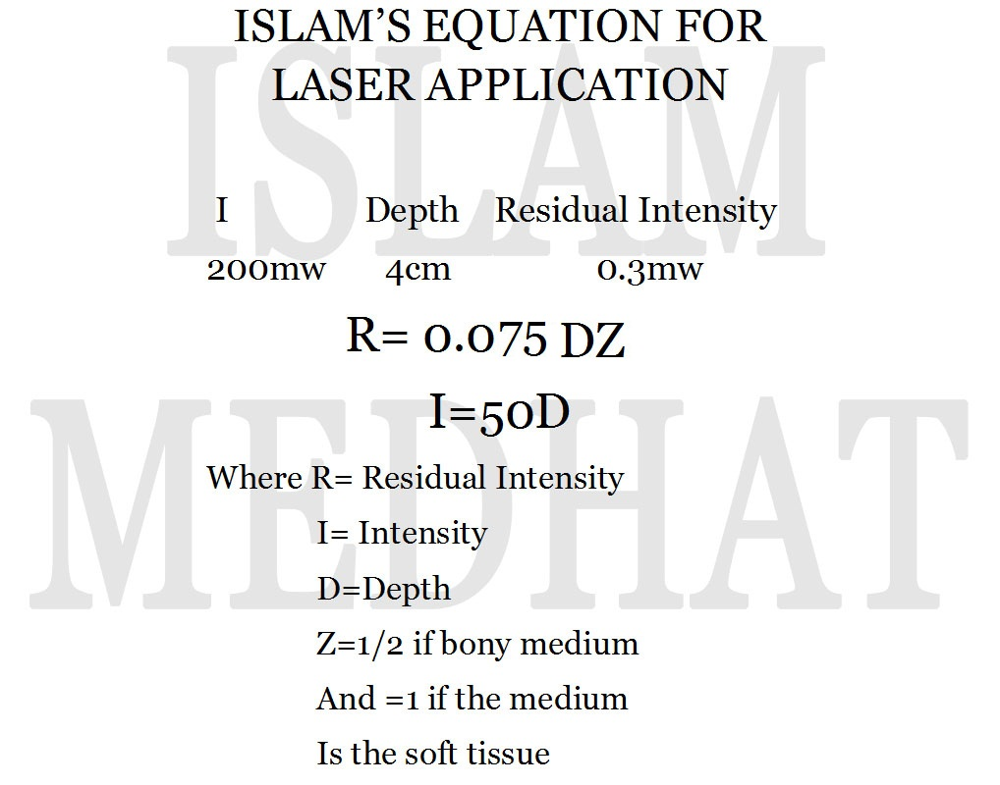 ISLAM’S EQUATION FOR
LASER APPLICATION
ISLAM
I Depth Residual Intensity
200mw 4cm 0.3mw
R= 0.075 DZ
I=50D
MEDHAT
Where R= Residual Intensity
I= Intensity
D=Depth
Z=1/2 if bony medium
And =1 if the medium
Is the soft tissue